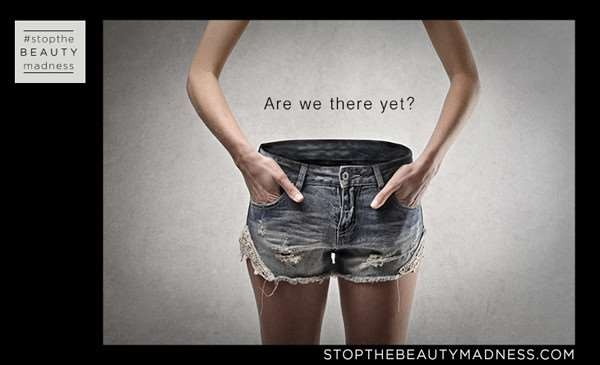 #stopthe
BEAUTY
madness
Are we there yet?
STOPTHEBEAUTYMADNESS.COM